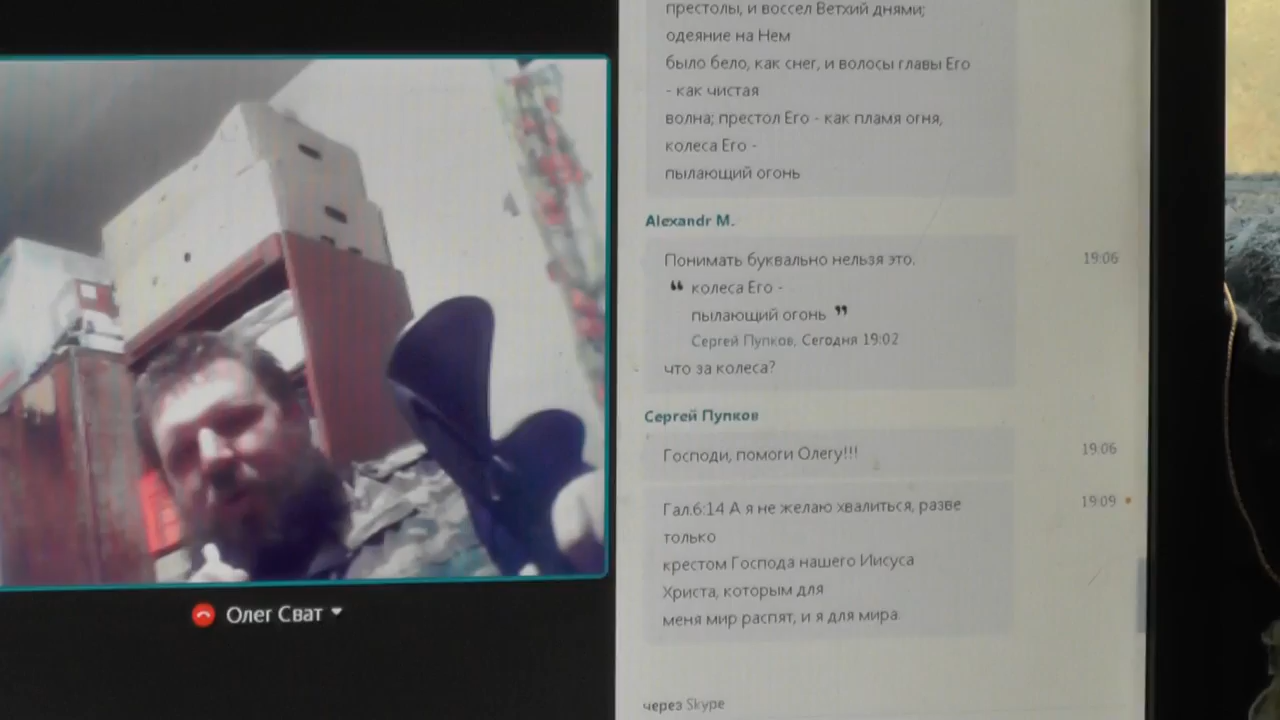 престолы, и воссел Ветхий днями;
одеяние на Нем
было бело, как снег, и волосы главы Его
- как чистая
волна; престол Его - как пламя огня,
колеса Его -
пылающий огонь
Alexandr M.
Понимать буквально нельзя это. 19:06
“ колеса Его -
пылающий огонь ”
Сергей Пупков, Сегодня 19:02
что за колеса?
Сергей Пупков
Господи, помоги Олегу!!! 19:06
Гал.6:14 А я не желаю хвалиться, разве 19:09
только
крестом Господа нашего Иисуса
Христа, которым для
меня мир распят, и я для мира.
через Skype
Олег Сват